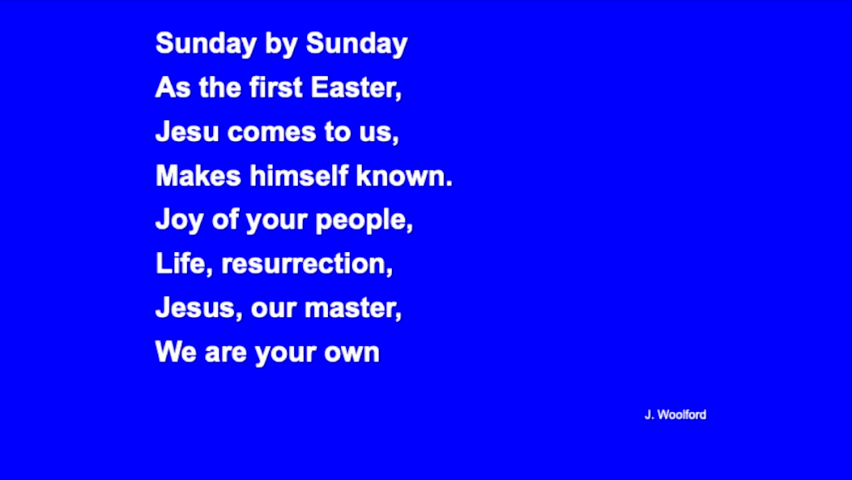 Sunday by Sunday
As the first Easter,
Jesu comes to us,
Makes himself known.
Joy of your people,
Life, resurrection,
Jesus, our master,
We are your own
J. Woolford